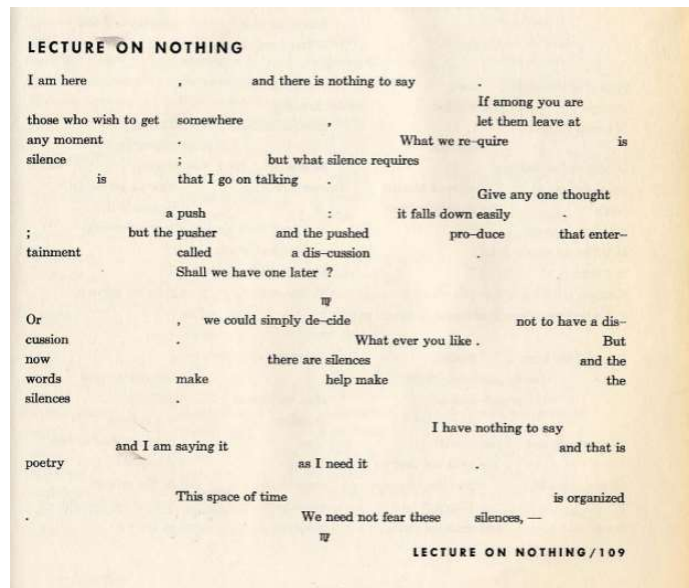 LECTURE ON NOTHING
I am here , and there is nothing to say .
If among you are
those who wish to get somewhere , let them leave at
any moment . What we re–quire is
silence ; but what silence requires
is that I go on talking .
Give any one thought
a push : it falls down easily .
; but the pusher and the pushed pro–duce that enter–
tainment called a dis–cussion .
Shall we have one later ?
Or , we could simply de–cide not to have a dis–
cussion . What ever you like . But
now there are silences and the
words make help make the
silences .
I have nothing to say
and I am saying it and that is
poetry as I need it .
This space of time is organized
. We need not fear these silences, —
LECTURE ON NOTHING/109